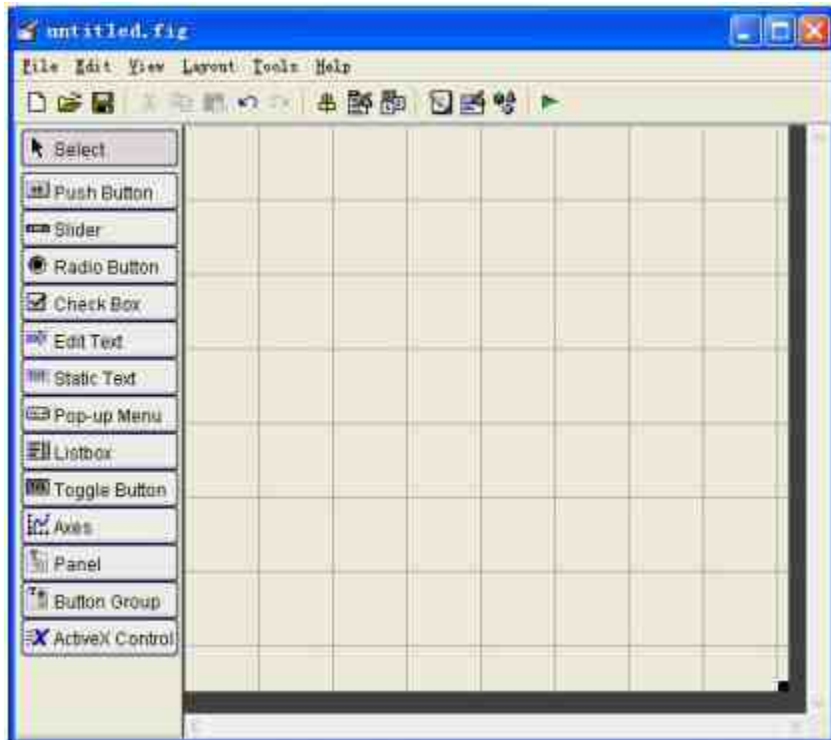 untitled.fig
File Edit View Layout Tools Help
Select
Push Button
Slider
Radio Button
Check Box
Edit Text
Static Text
Pop-up Menu
Listbox
Toggle Button
Axes
Panel
Button Group
ActiveX Control